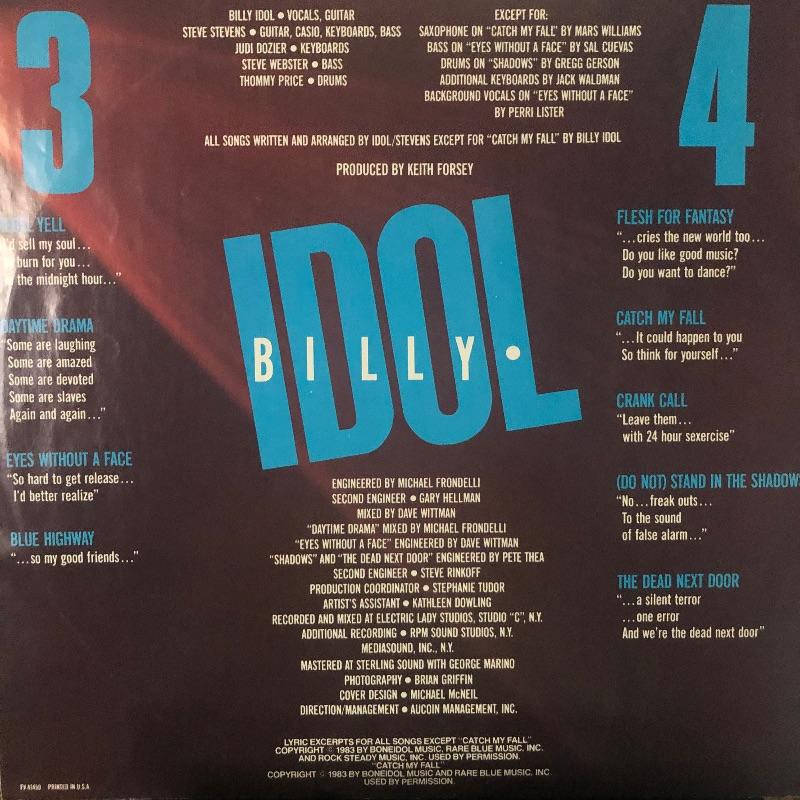 3
4
BILLY IDOL • VOCALS, GUITAR
STEVE STEVENS • GUITAR, CASIO, KEYBOARDS, BASS
JUDI DOZIER • KEYBOARDS
STEVE WEBSTER • BASS
THOMMY PRICE • DRUMS
EXCEPT FOR:
SAXOPHONE ON “CATCH MY FALL” BY MARS WILLIAMS
BASS ON “EYES WITHOUT A FACE” BY SAL CUEVAS
DRUMS ON “SHADOWS” BY GREGG GERSON
ADDITIONAL KEYBOARDS BY JACK WALDMAN
BACKGROUND VOCALS ON “EYES WITHOUT A FACE”
BY PERRI LISTER
ALL SONGS WRITTEN AND ARRANGED BY IDOL/STEVENS EXCEPT FOR “CATCH MY FALL” BY BILLY IDOL
PRODUCED BY KEITH FORSEY
YELL
sell my soul...
burn for you...
the midnight hour...”
DAYTIME DRAMA
“Some are laughing
Some are amazed
Some are devoted
Some are slaves
Again and again...”
EYES WITHOUT A FACE
“So hard to get release...
I'd better realize”
BLUE HIGHWAY
“...so my good friends...”
IDOL
BILLY •
FLESH FOR FANTASY
“...cries the new world too...
Do you like good music?
Do you want to dance?”
CATCH MY FALL
“...It could happen to you
So think for yourself...”
CRANK CALL
“Leave them...
with 24 hour sexercise”
(DO NOT) STAND IN THE SHADOWS
“No...freak outs...
To the sound
of false alarm...”
THE DEAD NEXT DOOR
“...a silent terror
...one error
And we're the dead next door”
ENGINEERED BY MICHAEL FRONDELLI
SECOND ENGINEER • GARY HELLMAN
MIXED BY DAVE WITTMAN
“DAYTIME DRAMA” MIXED BY MICHAEL FRONDELLI
“EYES WITHOUT A FACE” ENGINEERED BY DAVE WITTMAN
“SHADOWS” AND “THE DEAD NEXT DOOR” ENGINEERED BY PETE THEA
SECOND ENGINEER • STEVE RINKOFF
PRODUCTION COORDINATOR • STEPHANIE TUDOR
ARTIST'S ASSISTANT • KATHLEEN DOWLING
RECORDED AND MIXED AT ELECTRIC LADY STUDIOS, STUDIO “C”, N.Y.
ADDITIONAL RECORDING • RPM SOUND STUDIOS, N.Y.
MEDIASOUND, INC., N.Y.
MASTERED AT STERLING SOUND WITH GEORGE MARINO
PHOTOGRAPHY • BRIAN GRIFFIN
COVER DESIGN • MICHAEL McNEIL
DIRECTION/MANAGEMENT • AUCOIN MANAGEMENT, INC.
LYRIC EXCERPTS FOR ALL SONGS EXCEPT “CATCH MY FALL”
COPYRIGHT © 1983 BY BONEIDOL MUSIC, RARE BLUE MUSIC, INC.
AND ROCK STEADY MUSIC, INC. USED BY PERMISSION.
“CATCH MY FALL”
COPYRIGHT © 1983 BY BONEIDOL MUSIC AND RARE BLUE MUSIC, INC
USED BY PERMISSION.
PRINTED IN U.S.A.